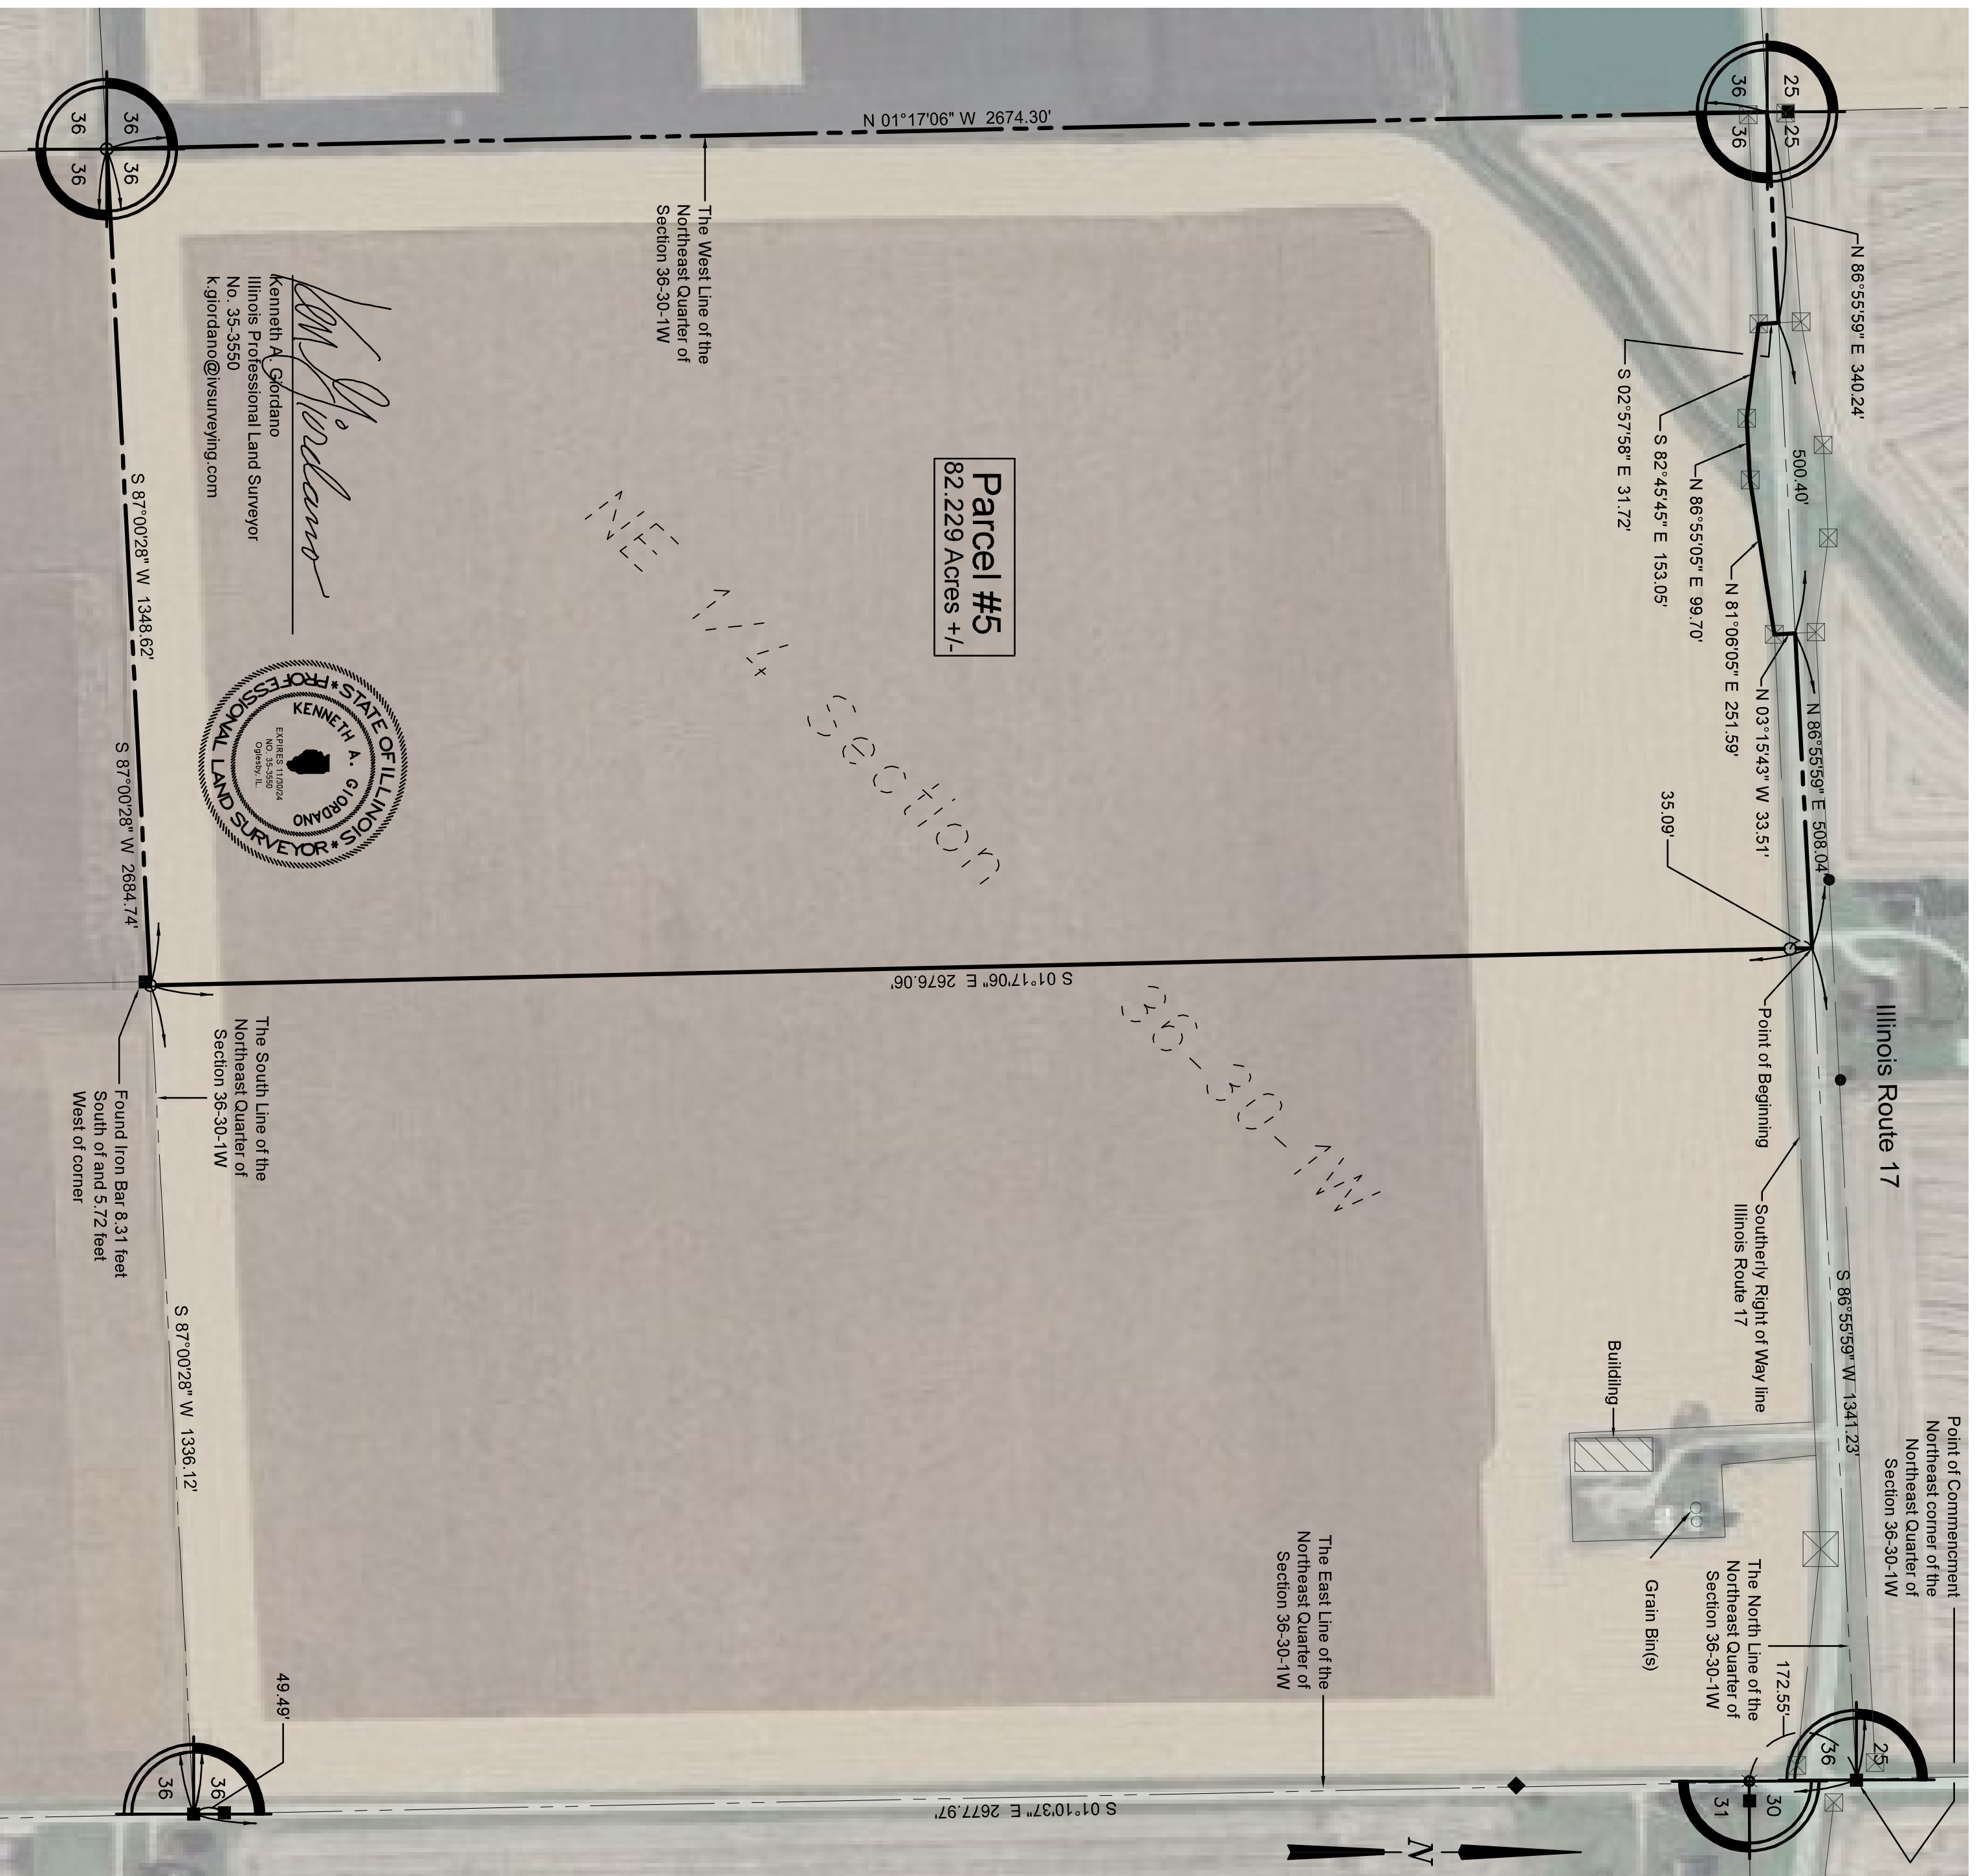 N 01°17'06" W 2674.30'
The West Line of the
Northeast Quarter of
Section 36-30-1W
25
25
36
36
N 86°55'59" E 340.24'
500.40'
S 02°57'58" E 31.72'
S 82°45'45" E 153.05'
N 86°55'05" E 99.70'
N 81°06'05" E 251.59'
N 03°15'43" W 33.51'
N 86°55'59" E 508.04'
35.09'
Illinois Route 17
Point of Beginning
Southerly Right of Way line
Illinois Route 17
S 86°55'59" W 1341.23'
Point of Commencment
Northeast corner of the
Northeast Quarter of
Section 36-30-1W
The North Line of the
Northeast Quarter of
Section 36-30-1W
172.55'
25
36
30
31
Buildilng
Grain Bin(s)
The East Line of the
Northeast Quarter of
Section 36-30-1W
S 01°10'37" E 2677.97'
N
Parcel #5
82.229 Acres +/-
NE 1/4 Section 36-30-1W
S 01°17'06" E 2676.06'
Kenneth A. Giordano
Illinois Professional Land Surveyor
No. 35-3550
k.giordano@ivsurveying.com
STATE OF ILLINOIS
PROFESSIONAL LAND SURVEYOR
KENNETH A. GIORDANO
EXPIRES 11/30/24
NO. 35-3550
Oglesby, IL.
36
36
36
36
S 87°00'28" W 1348.62'
S 87°00'28" W 2684.74'
The South Line of the
Northeast Quarter of
Section 36-30-1W
Found Iron Bar 8.31 feet
South of and 5.72 feet
West of corner
S 87°00'28" W 1336.12'
49.49'
36
36